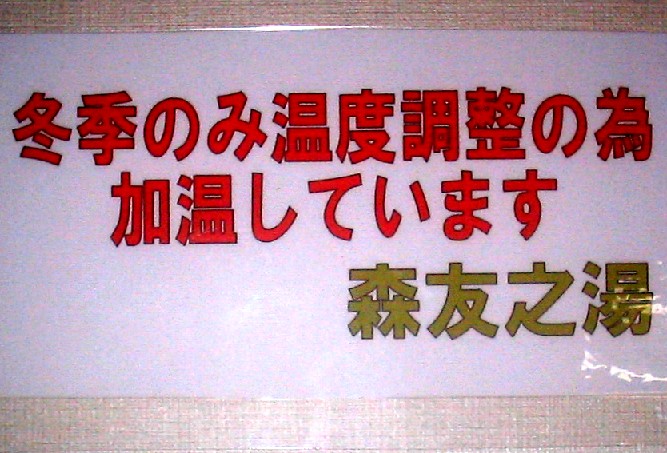 冬季のみ温度調整の為
加温しています
森友之湯